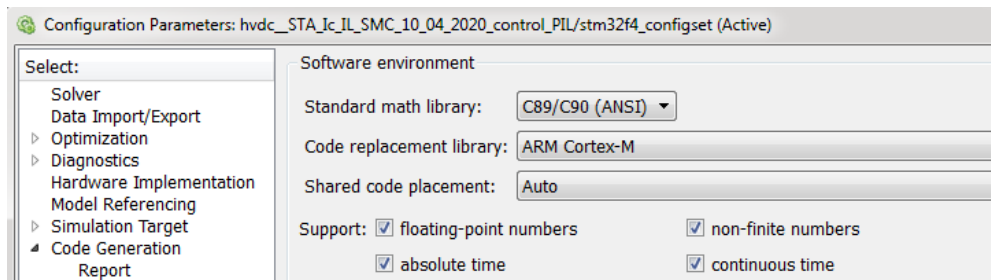 Configuration Parameters: hvdc__STA_Ic_IL_SMC_10_04_2020_control_PIL/stm32f4_configset (Active)
Select:
Solver
Data Import/Export
Optimization
Diagnostics
Hardware Implementation
Model Referencing
Simulation Target
Code Generation
Report
Software environment
Standard math library: C89/C90 (ANSI)
Code replacement library: ARM Cortex-M
Shared code placement: Auto
Support: floating-point numbers non-finite numbers
absolute time continuous time